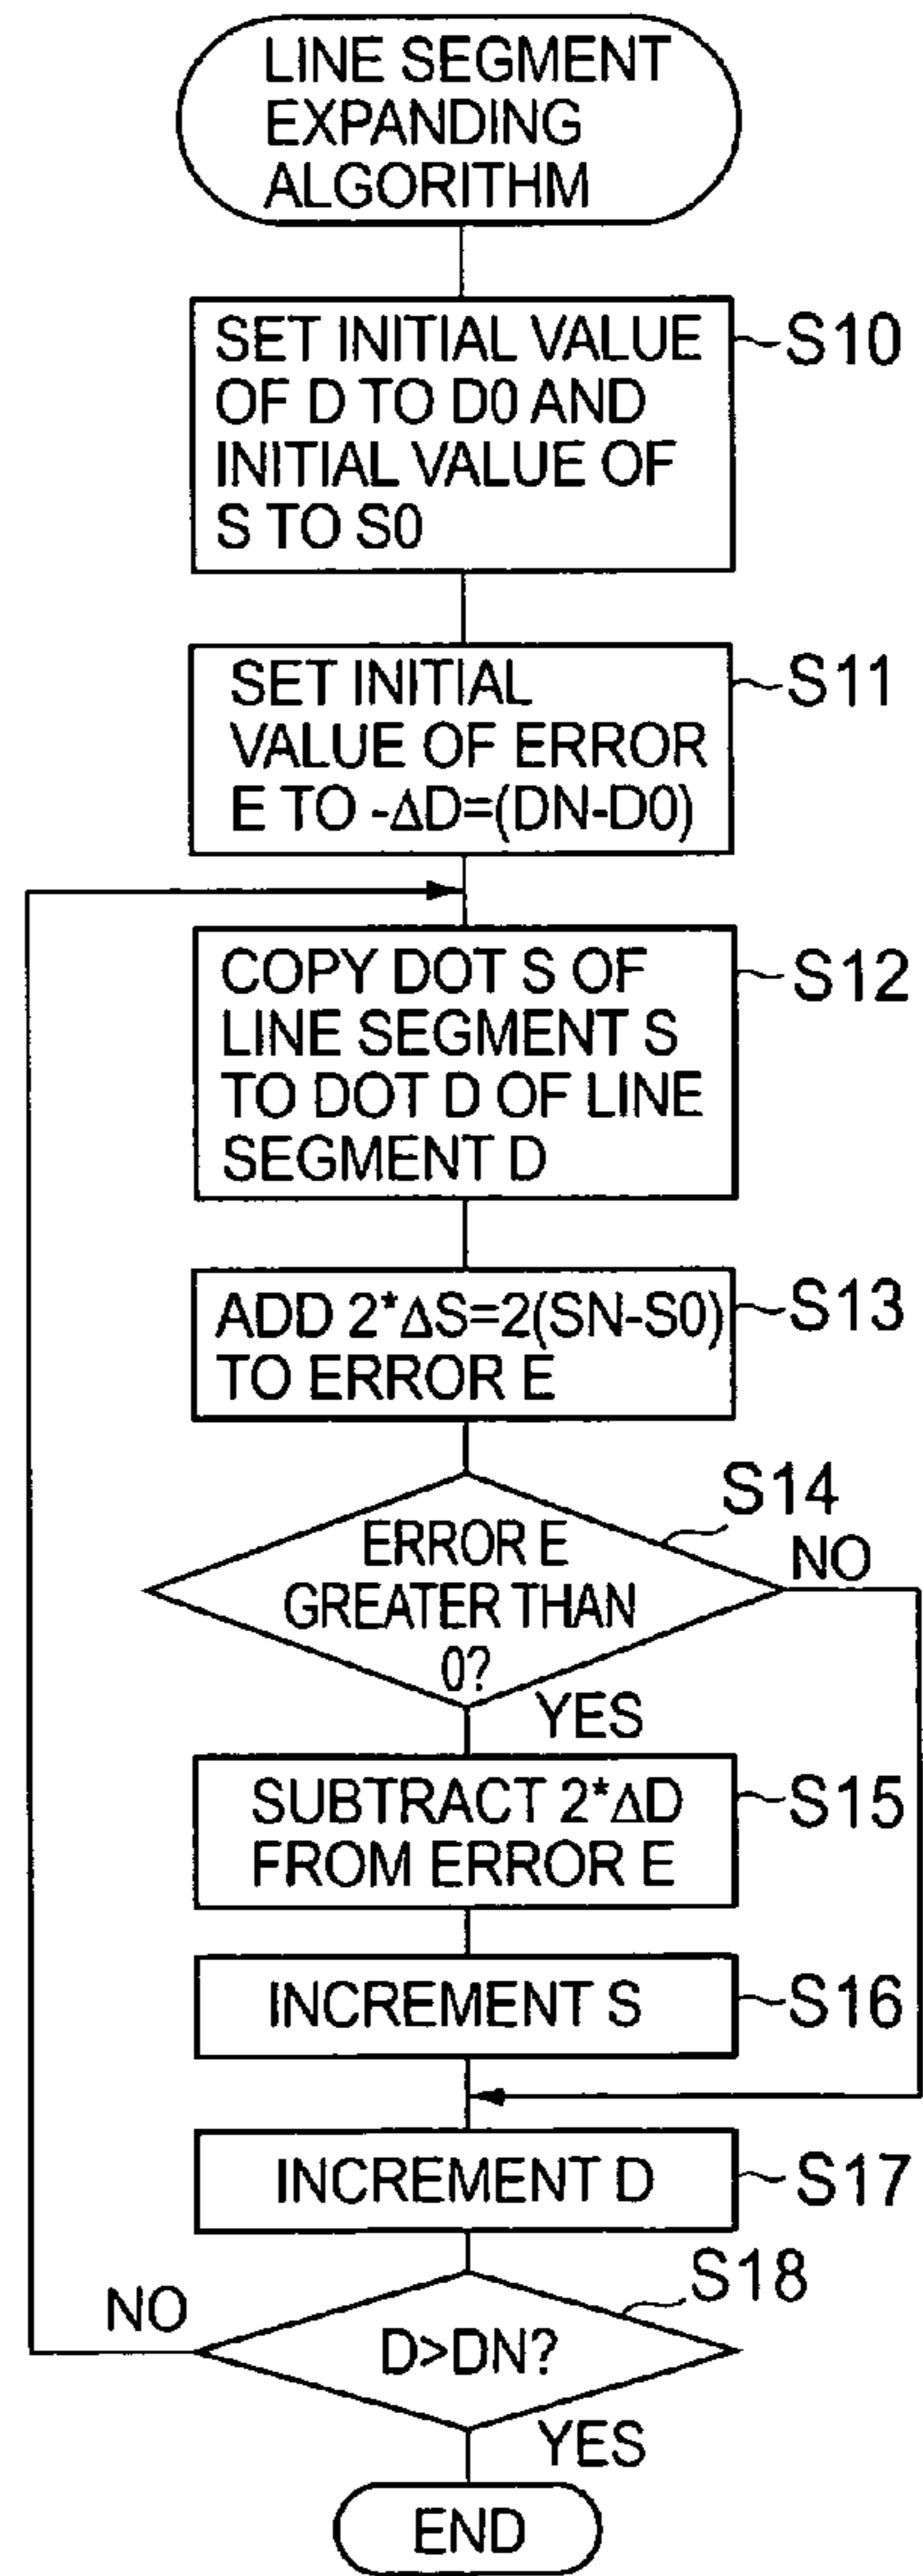 LINE SEGMENT
EXPANDING
ALGORITHM
SET INITIAL VALUE
OF D TO D0 AND
INITIAL VALUE OF
S TO S0
S10
SET INITIAL
VALUE OF ERROR
E TO -ΔD=(DN-D0)
S11
COPY DOT S OF
LINE SEGMENT S
TO DOT D OF LINE
SEGMENT D
S12
ADD 2*ΔS=2(SN-S0)
TO ERROR E
S13
S14
ERROR E
GREATER THAN
0?
NO
YES
SUBTRACT 2*ΔD
FROM ERROR E
S15
INCREMENT S
S16
INCREMENT D
S17
S18
NO
D>DN?
YES
END